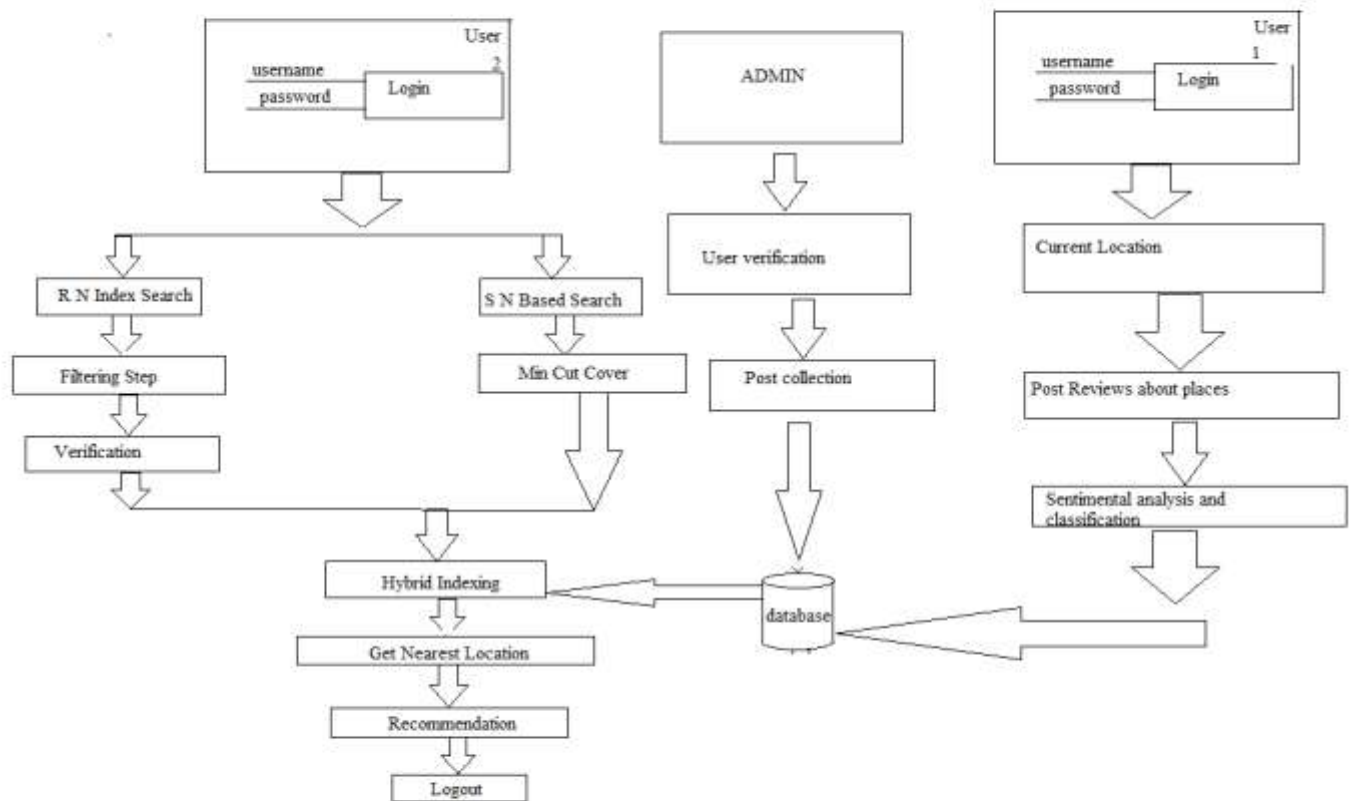 User
2
username
password
Login
ADMIN
User
1
username
password
Login
R N Index Search
S N Based Search
User verification
Current Location
Filtering Step
Min Cut Cover
Post collection
Post Reviews about places
Verification
Sentimental analysis and
classification
Hybrid Indexing
database
Get Nearest Location
Recommendation
Logout